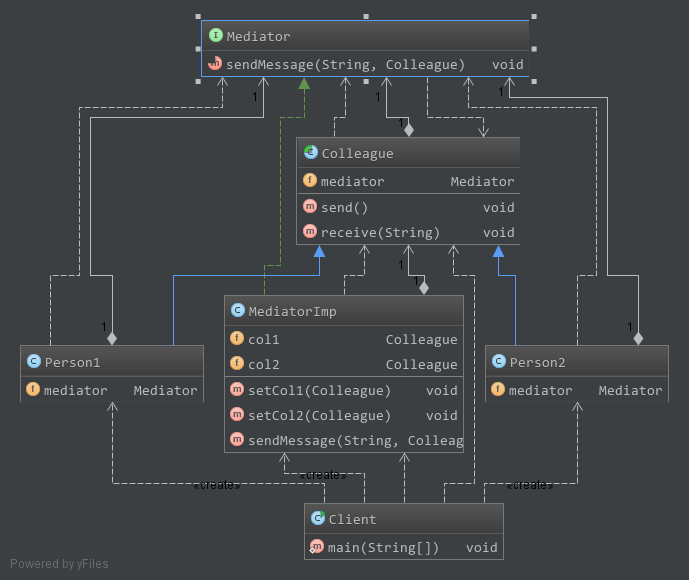 I Mediator
m sendMessage(String, Colleague) void
1 1 1 1
C Colleague
f mediator Mediator
m send() void
m receive(String) void
1
1
1
C MediatorImp
f col1 Colleague
f col2 Colleague
m setCol1(Colleague) void
m setCol2(Colleague) void
m sendMessage(String, Colleag
C Person1
f mediator Mediator
C Person2
f mediator Mediator
«create»
«create»
«create»
C Client
m main(String[]) void
Powered by yFiles